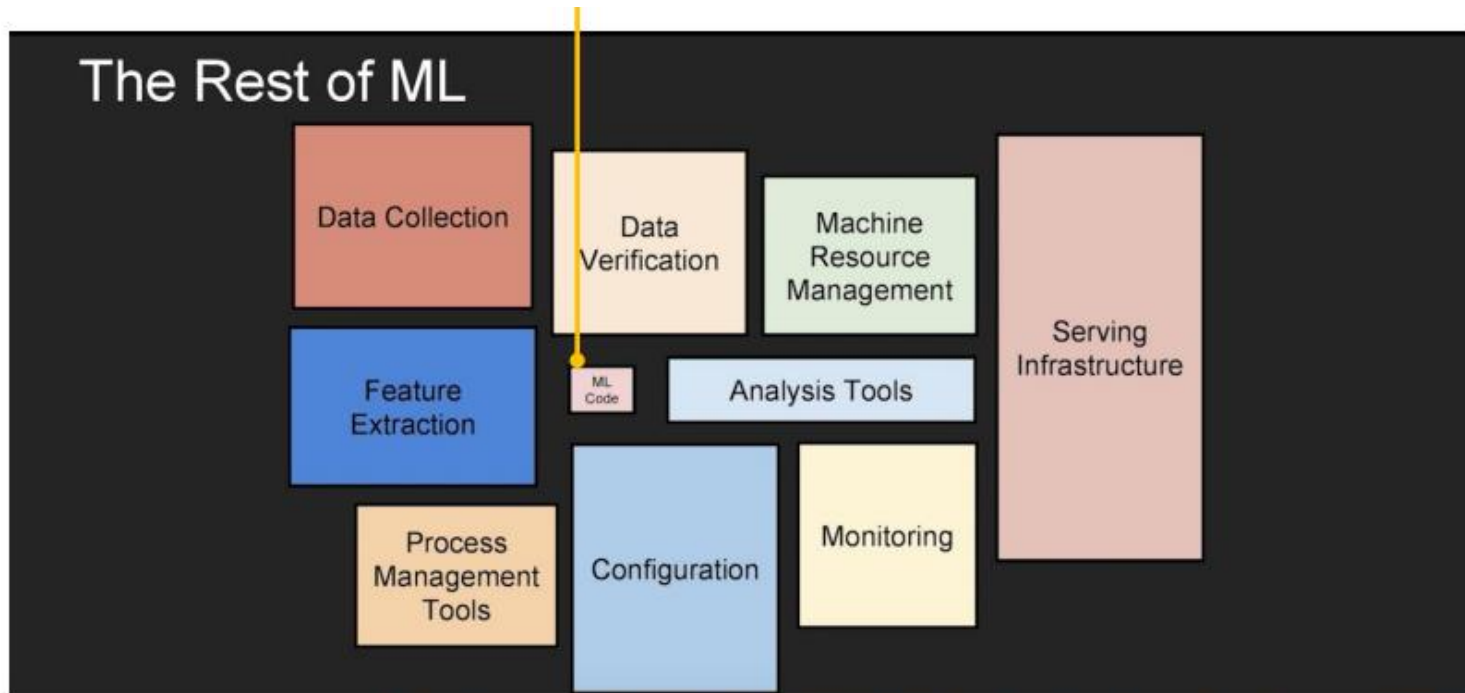 The Rest of ML
Data Collection
Data
Verification
Machine
Resource
Management
Serving
Infrastructure
Feature
Extraction
ML
Code
Analysis Tools
Process
Management
Tools
Configuration
Monitoring